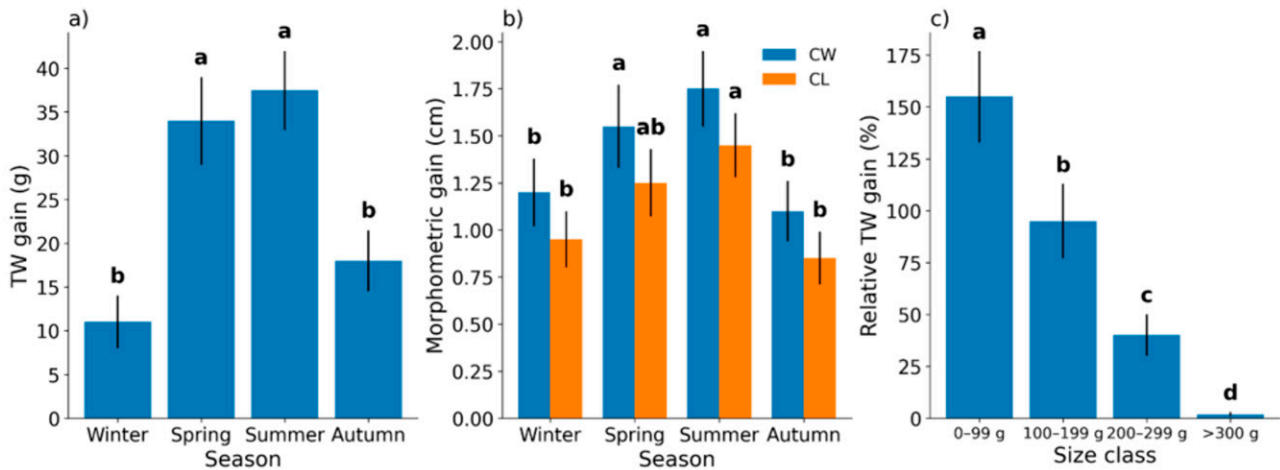 a)
TW gain (g)
40
35
30
25
20
15
10
5
0
b
a
a
b
Winter Spring Summer Autumn
Season
b)
Morphometric gain (cm)
2.00
1.75
1.50
1.25
1.00
0.75
0.50
0.25
0.00
CW
CL
b
b
a
ab
a
a
b
b
Winter Spring Summer Autumn
Season
c)
Relative TW gain (%)
175
150
125
100
75
50
25
0
a
b
c
d
0–99 g 100–199 g 200–299 g >300 g
Size class